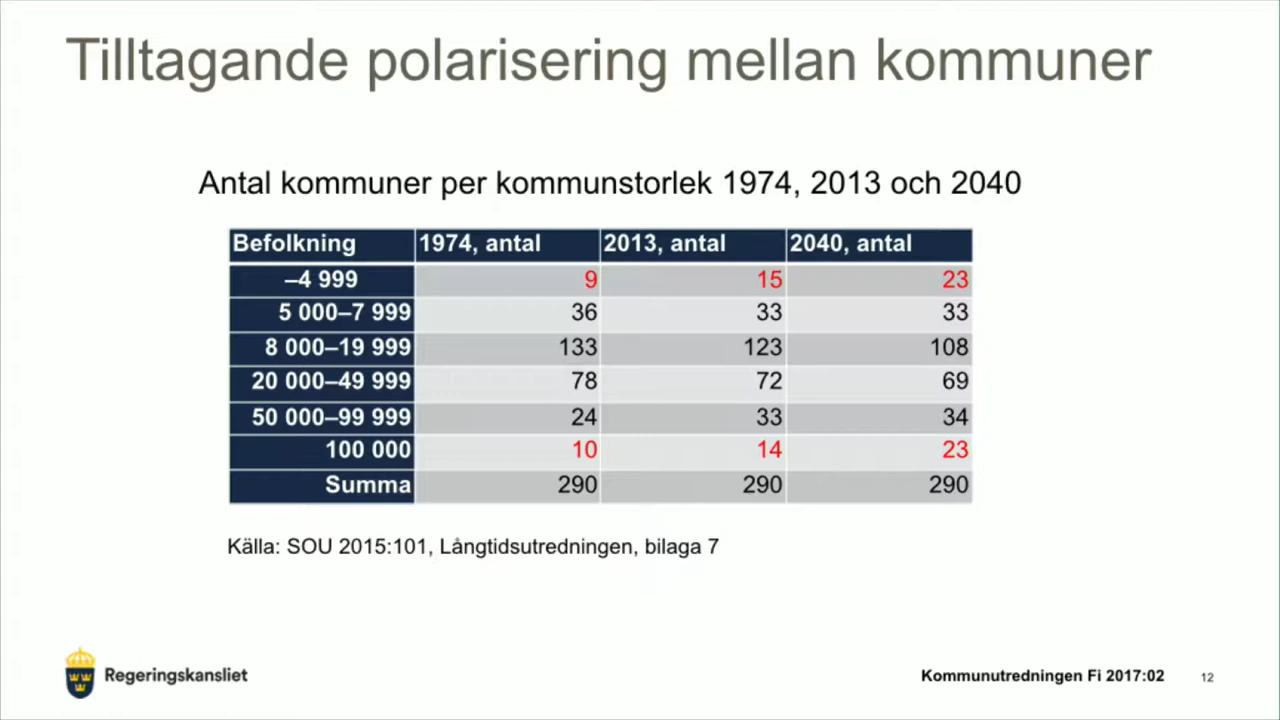 Tilltagande polarisering mellan kommuner
Antal kommuner per kommunstorlek 1974, 2013 och 2040
Befolkning 1974, antal 2013, antal 2040, antal
–4 999 9 15 23
5 000–7 999 36 33 33
8 000–19 999 133 123 108
20 000–49 999 78 72 69
50 000–99 999 24 33 34
100 000 10 14 23
Summa 290 290 290
Källa: SOU 2015:101, Långtidsutredningen, bilaga 7
Regeringskansliet
Kommunutredningen Fi 2017:02 12